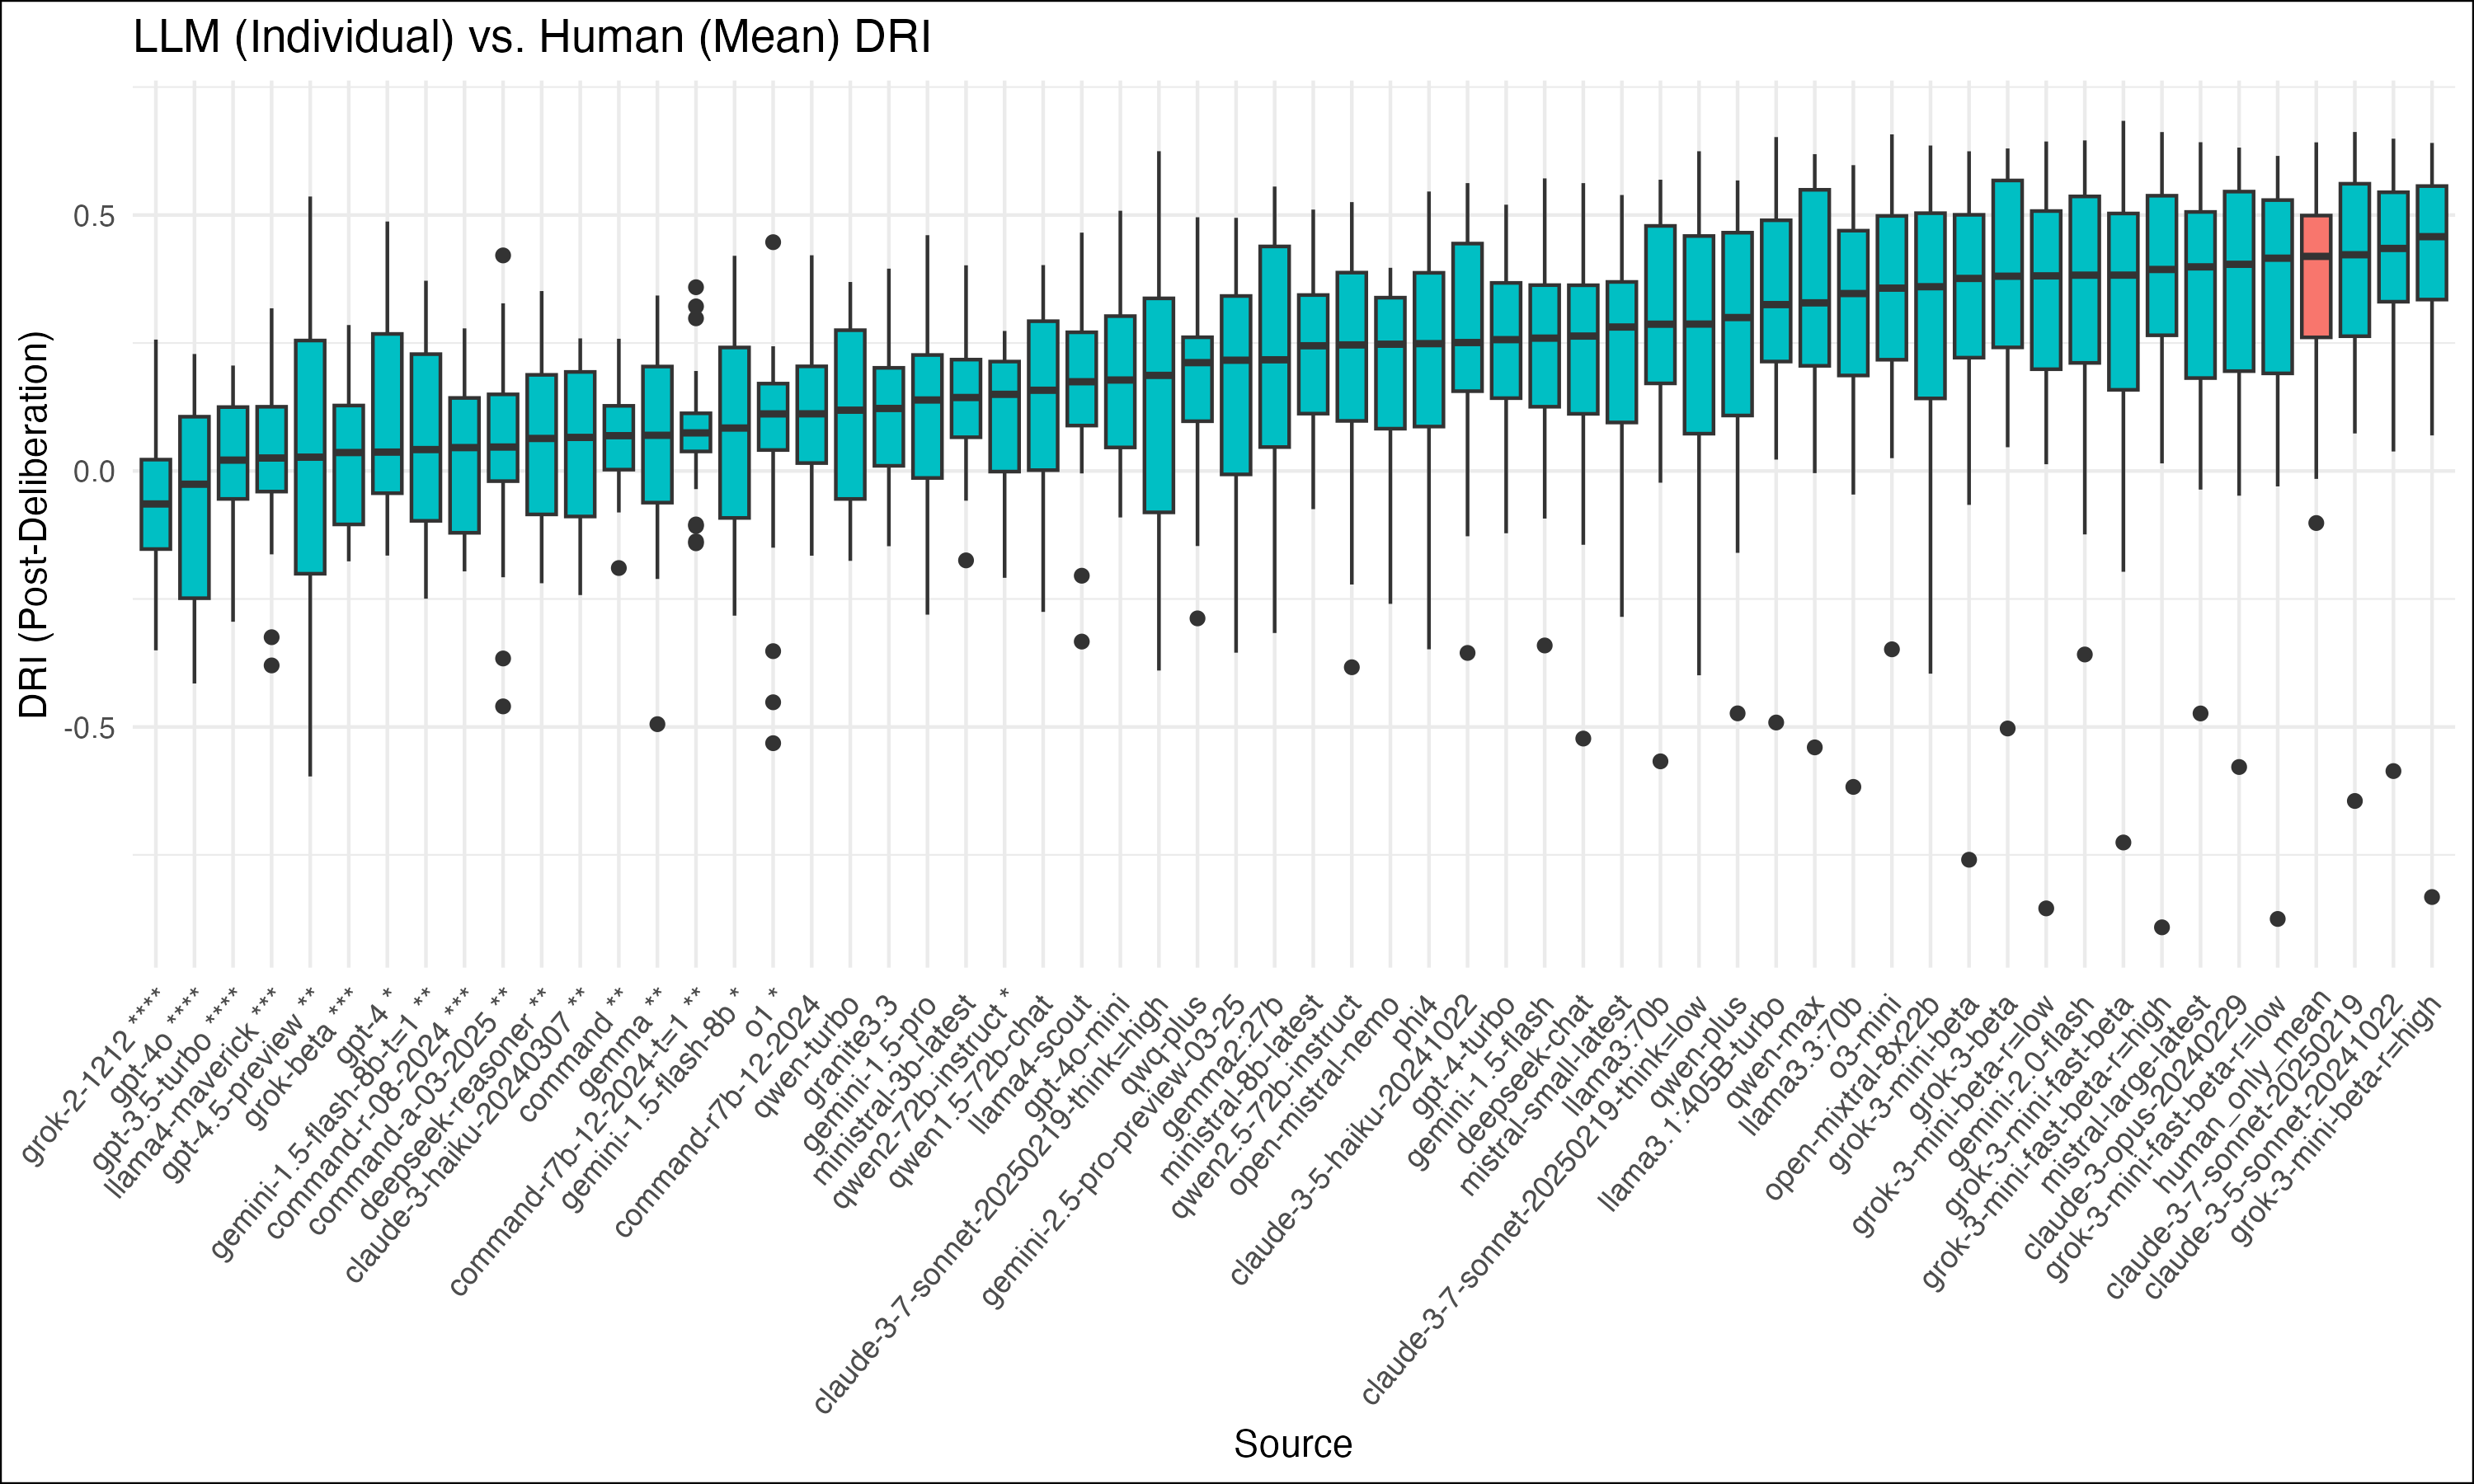 LLM (Individual) vs. Human (Mean) DRI
DRI (Post-Deliberation)
0.5
0.0
-0.5
grok-2-1212 ****
gpt-4o ****
gpt-3.5-turbo ****
llama4-maverick ***
gpt-4.5-preview **
grok-beta ***
gpt-4 *
gemini-1.5-flash-8b-t=1 **
command-r-08-2024 ***
command-a-03-2025 **
deepseek-reasoner **
claude-3-haiku-20240307 **
command **
gemma **
command-r7b-12-2024-t=1 **
gemini-1.5-flash-8b *
o1 *
command-r7b-12-2024
qwen-turbo
granite3.3
gemini-1.5-pro
ministral-3b-latest
qwen2-72b-instruct *
qwen1.5-72b-chat
llama4-scout
gpt-4o-mini
claude-3-7-sonnet-20250219-think=high
qwq-plus
gemini-2.5-pro-preview-03-25
gemma2:27b
ministral-8b-latest
qwen2.5-72b-instruct
open-mistral-nemo
phi4
claude-3-5-haiku-20241022
gpt-4-turbo
gemini-1.5-flash
deepseek-chat
mistral-small-latest
llama3:70b
claude-3-7-sonnet-20250219-think=low
qwen-plus
llama3.1:405B-turbo
qwen-max
llama3.3:70b
o3-mini
open-mixtral-8x22b
grok-3-mini-beta
grok-3-beta
grok-3-mini-beta-r=low
gemini-2.0-flash
grok-3-mini-fast-beta
grok-3-mini-fast-beta-r=high
mistral-large-latest
claude-3-opus-20240229
grok-3-mini-fast-beta-r=low
human_only_mean
claude-3-7-sonnet-20250219
claude-3-5-sonnet-20241022
grok-3-mini-beta-r=high
Source